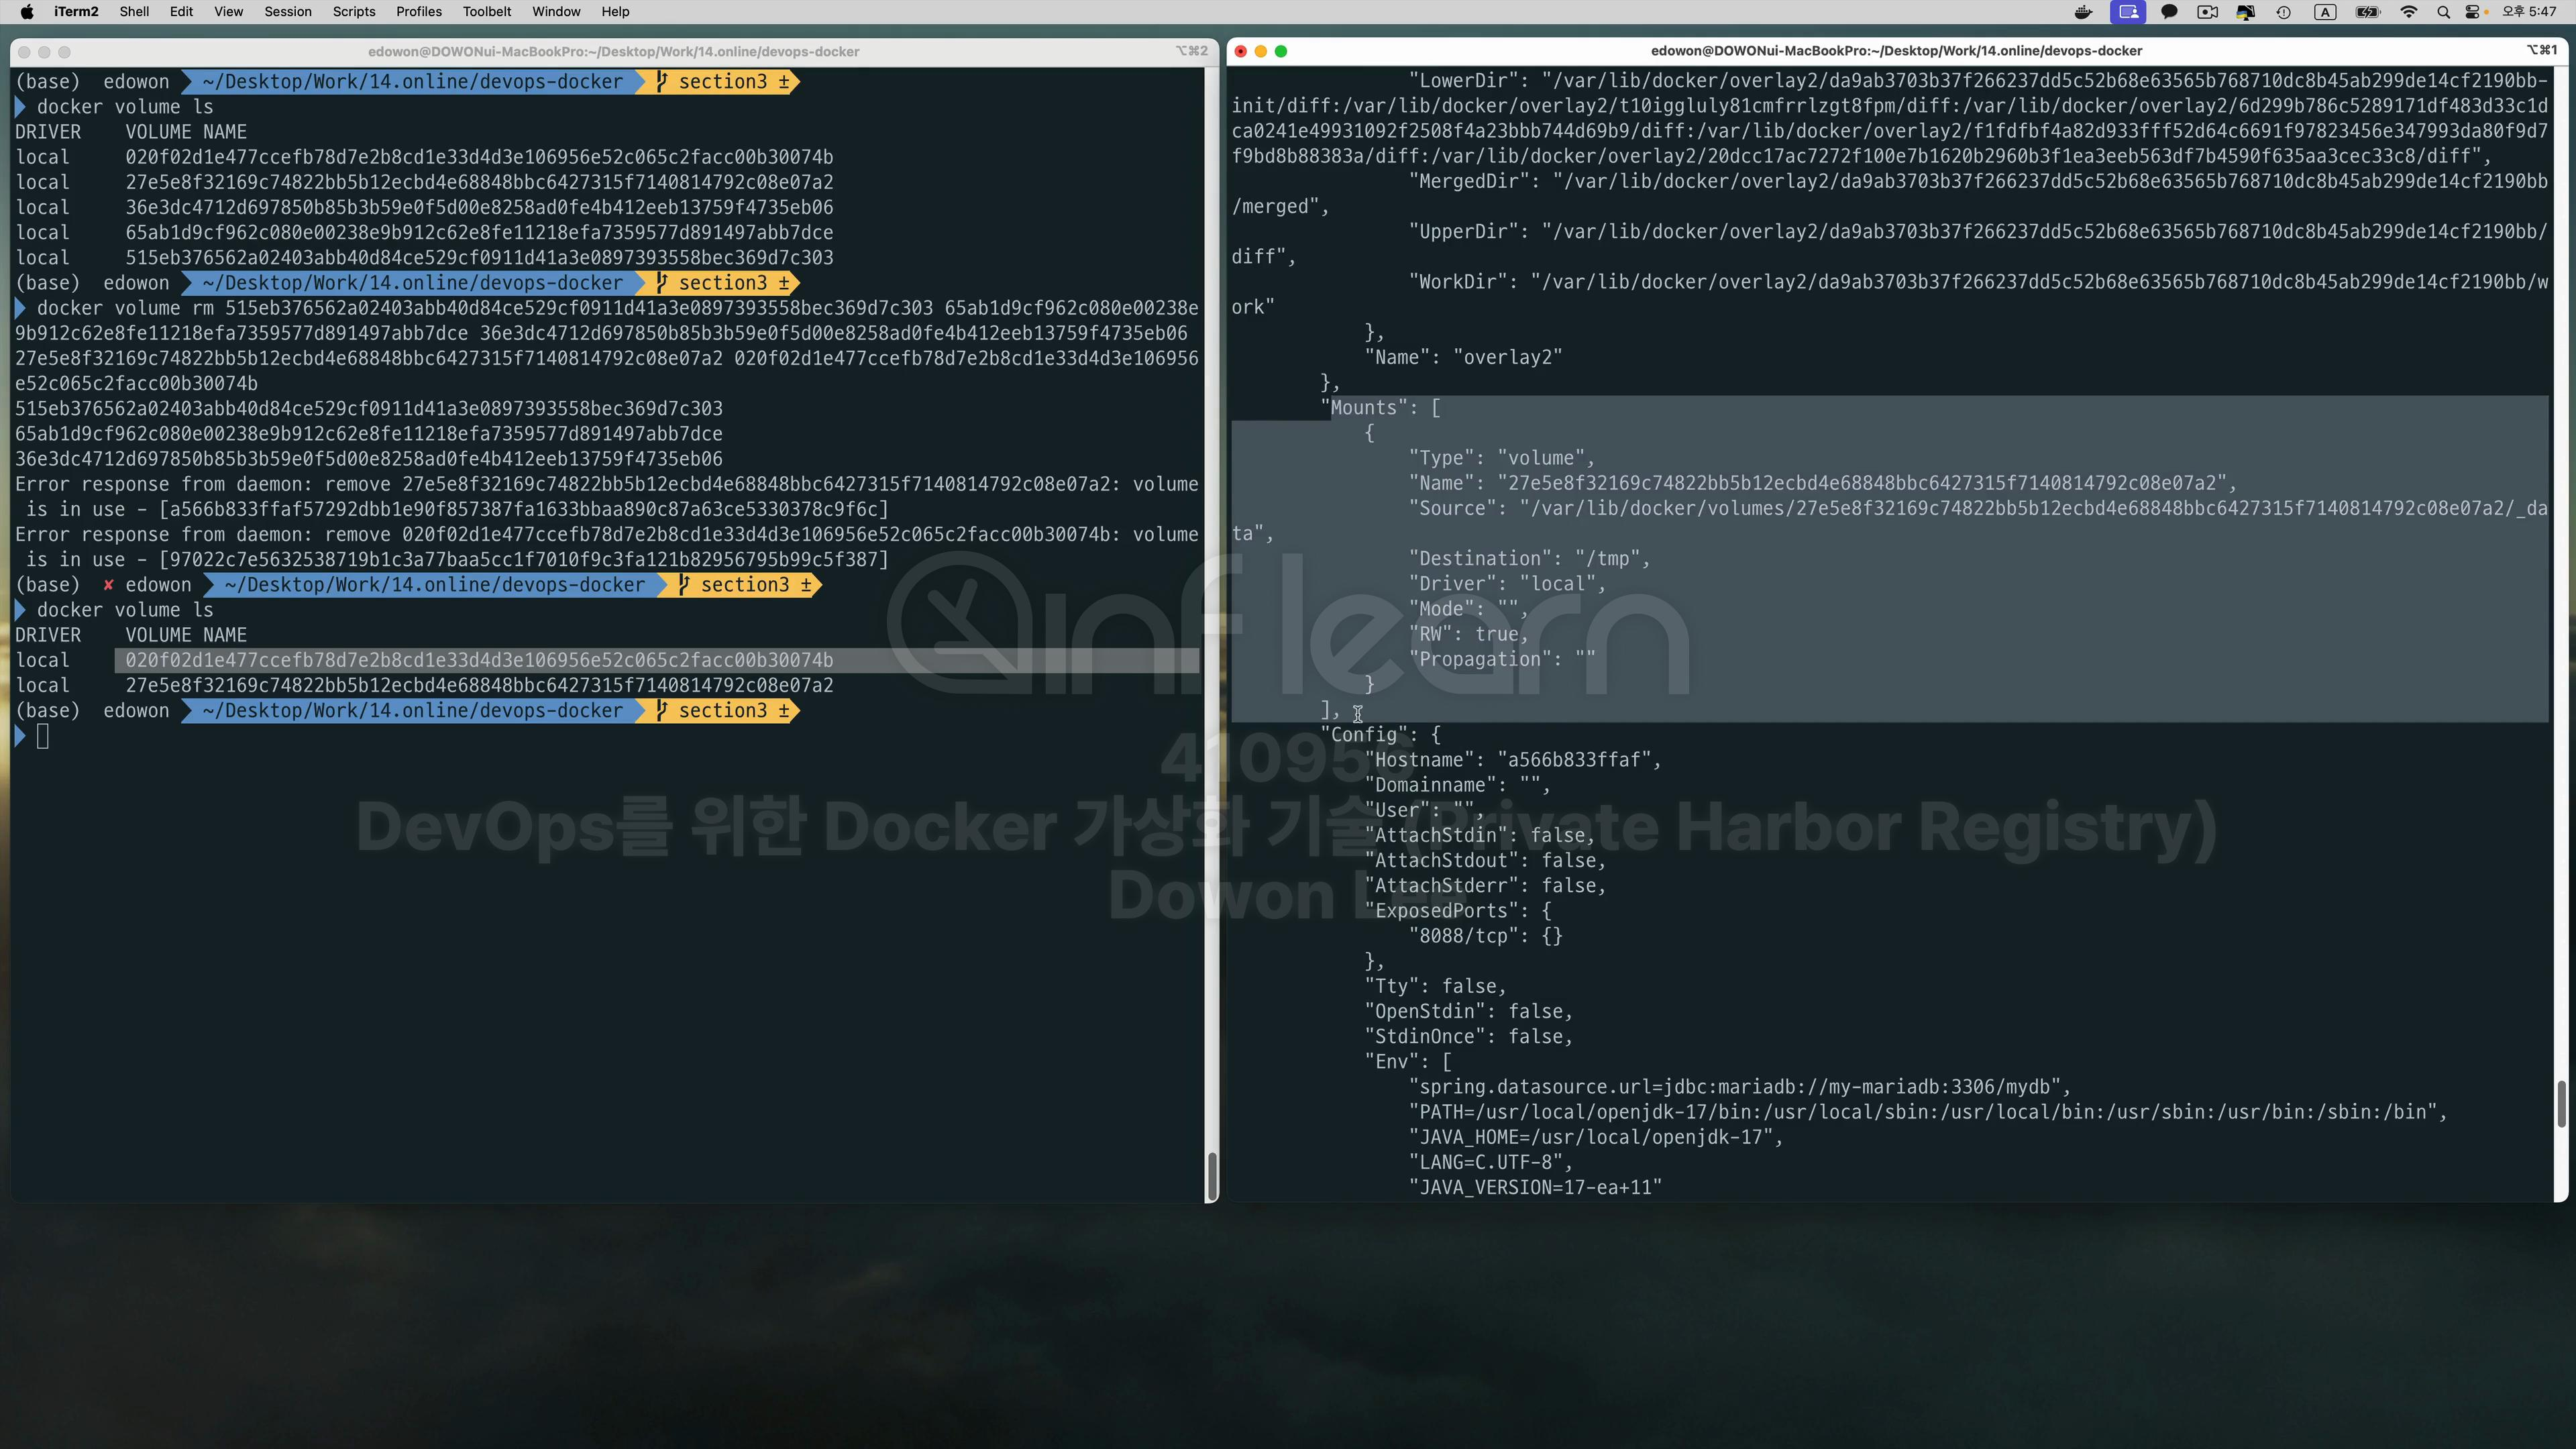 iTerm2 Shell Edit View Session Scripts Profiles Toolbelt Window Help
A 오후 5:47
edowon@DOWONui-MacBookPro:~/Desktop/Work/14.online/devops-docker ⌥⌘2
(base) edowon ~/Desktop/Work/14.online/devops-docker section3 ±
docker volume ls
DRIVER VOLUME NAME
local 020f02d1e477ccefb78d7e2b8cd1e33d4d3e106956e52c065c2facc00b30074b
local 27e5e8f32169c74822bb5b12ecbd4e68848bbc6427315f7140814792c08e07a2
local 36e3dc4712d697850b85b3b59e0f5d00e8258ad0fe4b412eeb13759f4735eb06
local 65ab1d9cf962c080e00238e9b912c62e8fe11218efa7359577d891497abb7dce
local 515eb376562a02403abb40d84ce529cf0911d41a3e0897393558bec369d7c303
(base) edowon ~/Desktop/Work/14.online/devops-docker section3 ±
docker volume rm 515eb376562a02403abb40d84ce529cf0911d41a3e0897393558bec369d7c303 65ab1d9cf962c080e00238e
9b912c62e8fe11218efa7359577d891497abb7dce 36e3dc4712d697850b85b3b59e0f5d00e8258ad0fe4b412eeb13759f4735eb06
27e5e8f32169c74822bb5b12ecbd4e68848bbc6427315f7140814792c08e07a2 020f02d1e477ccefb78d7e2b8cd1e33d4d3e106956
e52c065c2facc00b30074b
515eb376562a02403abb40d84ce529cf0911d41a3e0897393558bec369d7c303
65ab1d9cf962c080e00238e9b912c62e8fe11218efa7359577d891497abb7dce
36e3dc4712d697850b85b3b59e0f5d00e8258ad0fe4b412eeb13759f4735eb06
Error response from daemon: remove 27e5e8f32169c74822bb5b12ecbd4e68848bbc6427315f7140814792c08e07a2: volume
is in use - [a566b833ffaf57292dbb1e90f857387fa1633bbaa890c87a63ce5330378c9f6c]
Error response from daemon: remove 020f02d1e477ccefb78d7e2b8cd1e33d4d3e106956e52c065c2facc00b30074b: volume
is in use - [97022c7e5632538719b1c3a77baa5cc1f7010f9c3fa121b82956795b99c5f387]
(base) ✘ edowon ~/Desktop/Work/14.online/devops-docker section3 ±
docker volume ls
DRIVER VOLUME NAME
local 020f02d1e477ccefb78d7e2b8cd1e33d4d3e106956e52c065c2facc00b30074b
local 27e5e8f32169c74822bb5b12ecbd4e68848bbc6427315f7140814792c08e07a2
(base) edowon ~/Desktop/Work/14.online/devops-docker section3 ±
edowon@DOWONui-MacBookPro:~/Desktop/Work/14.online/devops-docker ⌥⌘1
"LowerDir": "/var/lib/docker/overlay2/da9ab3703b37f266237dd5c52b68e63565b768710dc8b45ab299de14cf2190bb-
init/diff:/var/lib/docker/overlay2/t10iggluly81cmfrrlzgt8fpm/diff:/var/lib/docker/overlay2/6d299b786c5289171df483d33c1d
ca0241e49931092f2508f4a23bbb744d69b9/diff:/var/lib/docker/overlay2/f1fdfbf4a82d933fff52d64c6691f97823456e347993da80f9d7
f9bd8b88383a/diff:/var/lib/docker/overlay2/20dcc17ac7272f100e7b1620b2960b3f1ea3eeb563df7b4590f635aa3cec33c8/diff",
"MergedDir": "/var/lib/docker/overlay2/da9ab3703b37f266237dd5c52b68e63565b768710dc8b45ab299de14cf2190bb
/merged",
"UpperDir": "/var/lib/docker/overlay2/da9ab3703b37f266237dd5c52b68e63565b768710dc8b45ab299de14cf2190bb/
diff",
"WorkDir": "/var/lib/docker/overlay2/da9ab3703b37f266237dd5c52b68e63565b768710dc8b45ab299de14cf2190bb/w
ork"
},
"Name": "overlay2"
},
"Mounts": [
{
"Type": "volume",
"Name": "27e5e8f32169c74822bb5b12ecbd4e68848bbc6427315f7140814792c08e07a2",
"Source": "/var/lib/docker/volumes/27e5e8f32169c74822bb5b12ecbd4e68848bbc6427315f7140814792c08e07a2/_da
ta",
"Destination": "/tmp",
"Driver": "local",
"Mode": "",
"RW": true,
"Propagation": ""
}
],
"Config": {
"Hostname": "a566b833ffaf",
"Domainname": "",
"User": "",
"AttachStdin": false,
"AttachStdout": false,
"AttachStderr": false,
"ExposedPorts": {
"8088/tcp": {}
},
"Tty": false,
"OpenStdin": false,
"StdinOnce": false,
"Env": [
"spring.datasource.url=jdbc:mariadb://my-mariadb:3306/mydb",
"PATH=/usr/local/openjdk-17/bin:/usr/local/sbin:/usr/local/bin:/usr/sbin:/usr/bin:/sbin:/bin",
"JAVA_HOME=/usr/local/openjdk-17",
"LANG=C.UTF-8",
"JAVA_VERSION=17-ea+11"
inflearn
410956
DevOps를 위한 Docker 가상화 기술 (Private Harbor Registry)
Dowon Lee